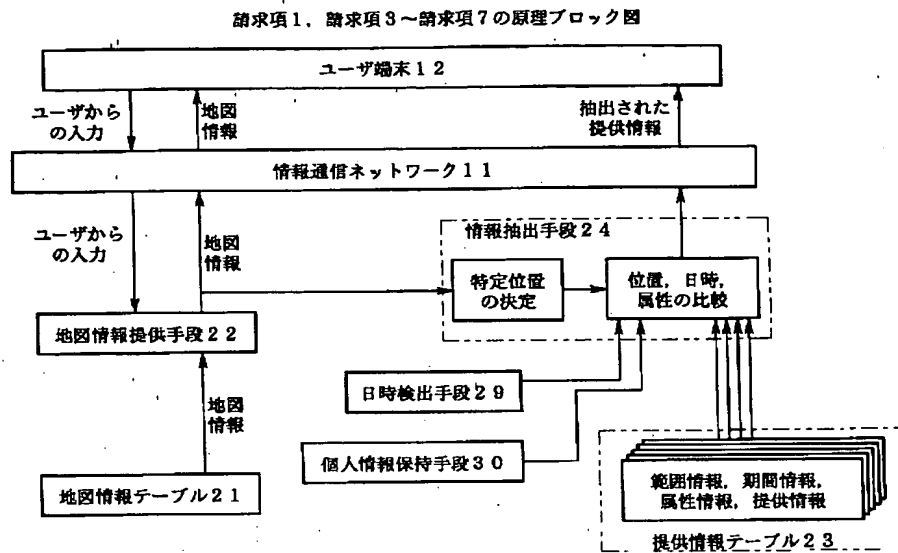 請求項1, 請求項3～請求項7の原理ブロック図
ユーザ端末12
ユーザから
の入力
地図
情報
抽出された
提供情報
情報通信ネットワーク11
ユーザから
の入力
地図
情報
情報抽出手段24
特定位置
の決定
位置, 日時,
属性の比較
地図情報提供手段22
日時検出手段29
地図
情報
個人情報保持手段30
地図情報テーブル21
範囲情報, 期間情報,
属性情報, 提供情報
提供情報テーブル23